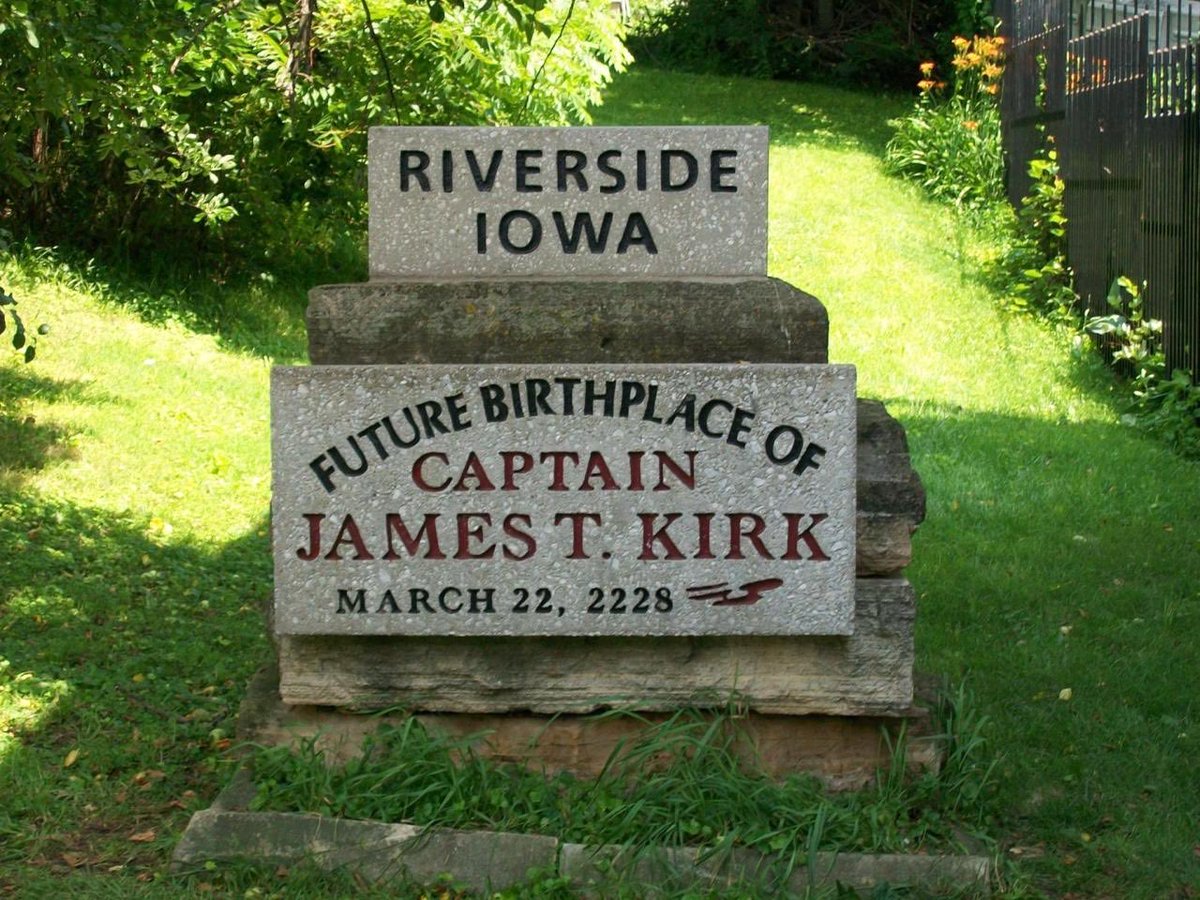 RIVERSIDE
IOWA
FUTURE BIRTHPLACE OF
CAPTAIN
JAMES T. KIRK
MARCH 22, 2228